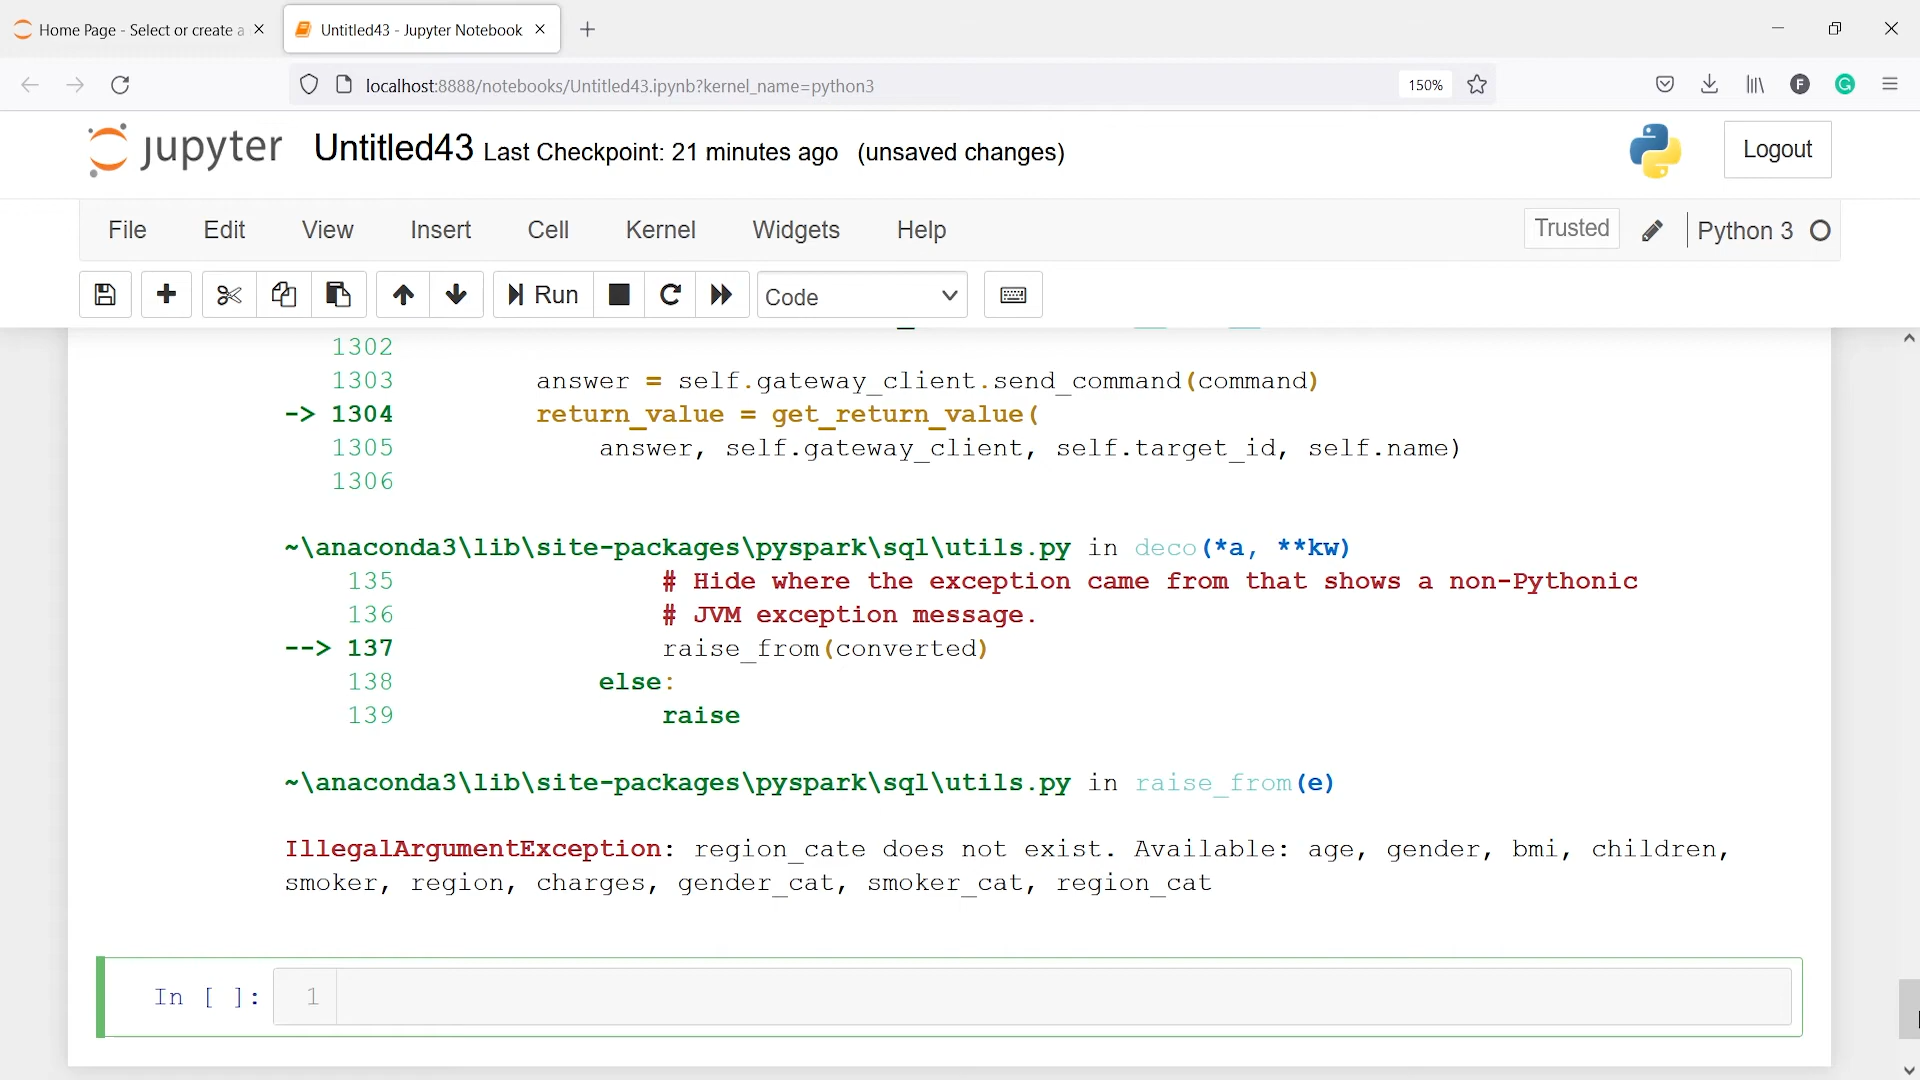 Home Page - Select or create a
Untitled43 - Jupyter Notebook
localhost:8888/notebooks/Untitled43.ipynb?kernel_name=python3
150%
F
G
jupyter Untitled43 Last Checkpoint: 21 minutes ago (unsaved changes)
Logout
File Edit View Insert Cell Kernel Widgets Help
Trusted
Python 3
Run
Code
1302
1303 answer = self.gateway_client.send_command(command)
-> 1304 return_value = get_return_value(
1305 answer, self.gateway_client, self.target_id, self.name)
1306
~\anaconda3\lib\site-packages\pyspark\sql\utils.py in deco(*a, **kw)
135 # Hide where the exception came from that shows a non-Pythonic
136 # JVM exception message.
--> 137 raise_from(converted)
138 else:
139 raise
~\anaconda3\lib\site-packages\pyspark\sql\utils.py in raise_from(e)
IllegalArgumentException: region_cate does not exist. Available: age, gender, bmi, children,
smoker, region, charges, gender_cat, smoker_cat, region_cat
In [ ]: 1